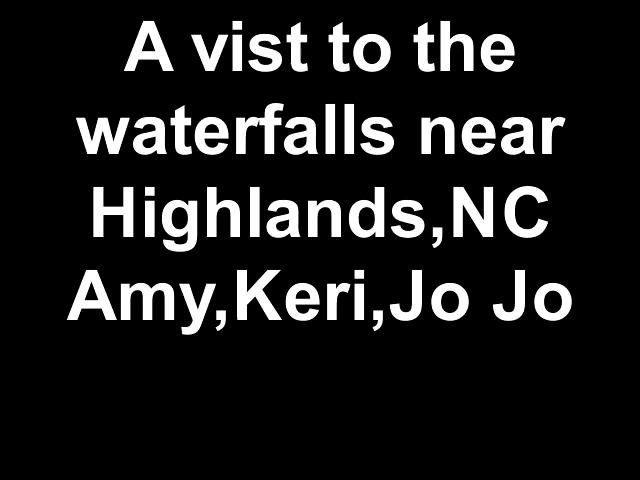 A vist to the
waterfalls near
Highlands,NC
Amy,Keri,Jo Jo